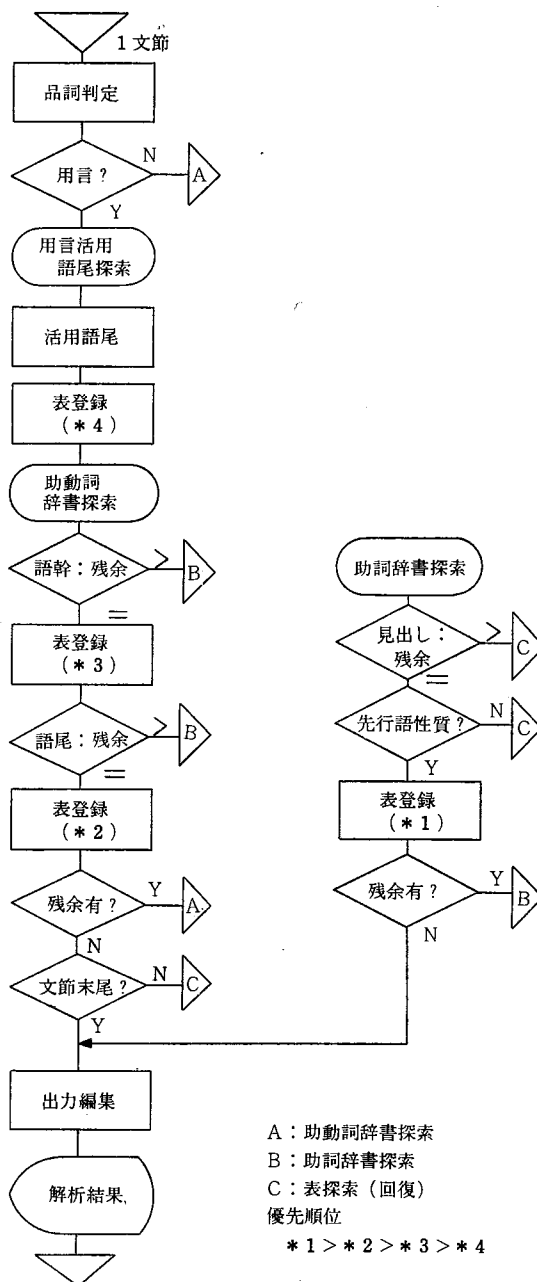 1文節
品詞判定
用言？
N
A
Y
用言活用
語尾探索
活用語尾
表登録
（＊4）
助動詞
辞書探索
語幹：残余
＞
B
＝
表登録
（＊3）
語尾：残余
＞
B
＝
表登録
（＊2）
残余有？
Y
A
N
文節末尾？
N
C
Y
出力編集
解析結果
助詞辞書探索
見出し：
残余
＞
C
＝
先行語性質？
N
C
Y
表登録
（＊1）
残余有？
Y
B
N
A：助動詞辞書探索
B：助詞辞書探索
C：表探索（回復）
優先順位
＊1＞＊2＞＊3＞＊4